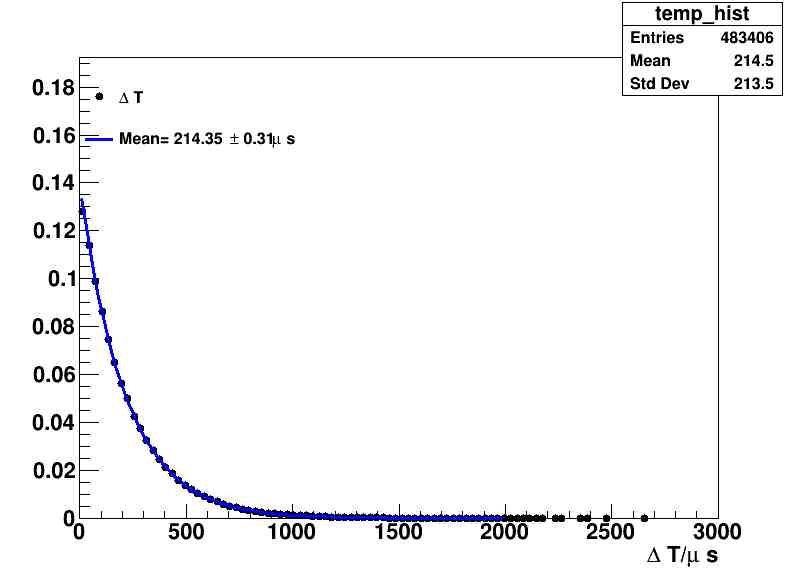 temp_hist
Entries 483406
Mean 214.5
Std Dev 213.5
0.18
Δ T
0.16
Mean= 214.35 ± 0.31μ s
0.14
0.12
0.1
0.08
0.06
0.04
0.02
0
0 500 1000 1500 2000 2500 3000
Δ T/μ s